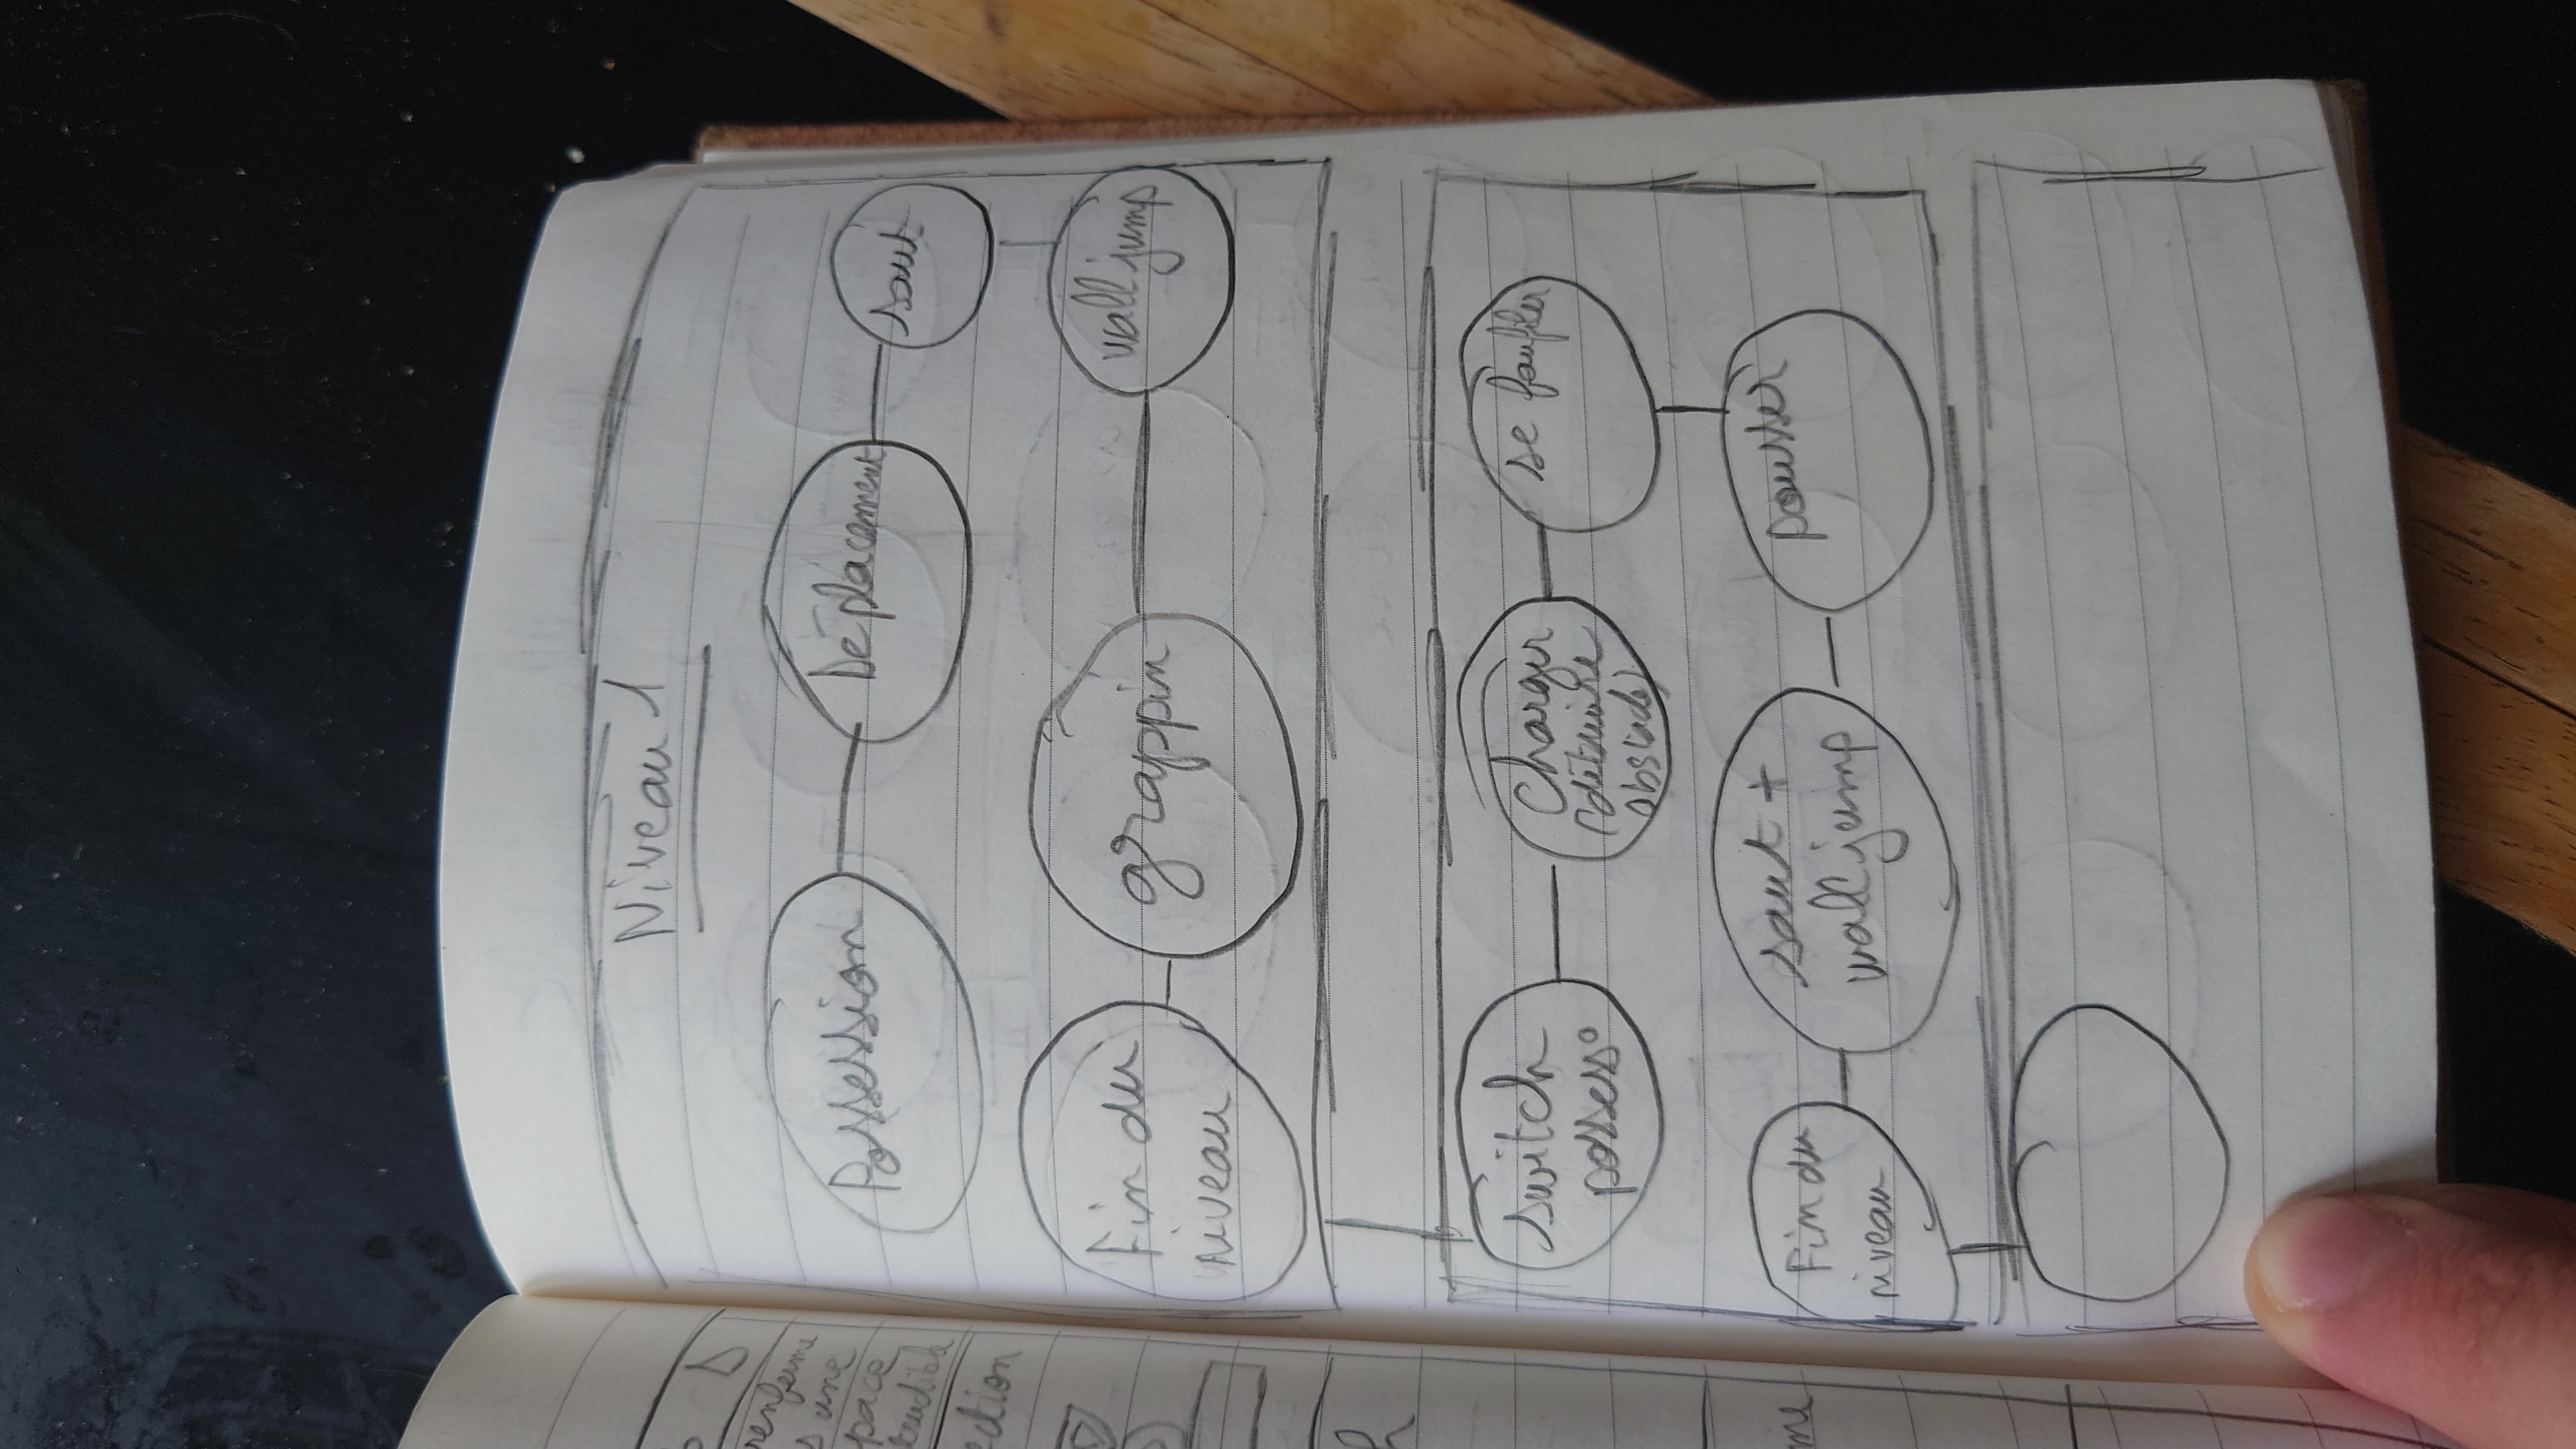 D
renferme
s une
pace
ection
me
Niveau 1
Possession
Déplacement
saut
wall jump
grappin
Fin du
niveau
switch
possess°
charger
(détruire
obstacle)
se faufiler
pousser
saut +
wall jump
Fin du
niveau